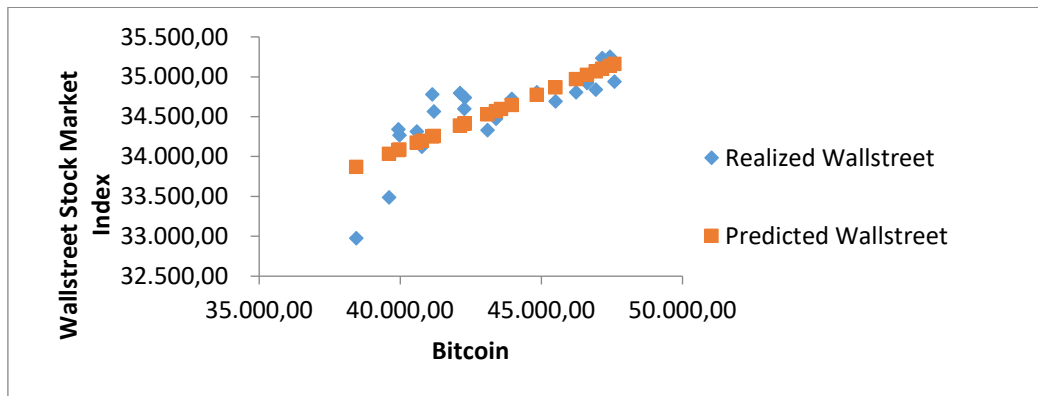 Wallstreet Stock Market
Index
35.500,00
35.000,00
34.500,00
34.000,00
33.500,00
33.000,00
32.500,00
35.000,00 40.000,00 45.000,00 50.000,00
Bitcoin
Realized Wallstreet
Predicted Wallstreet